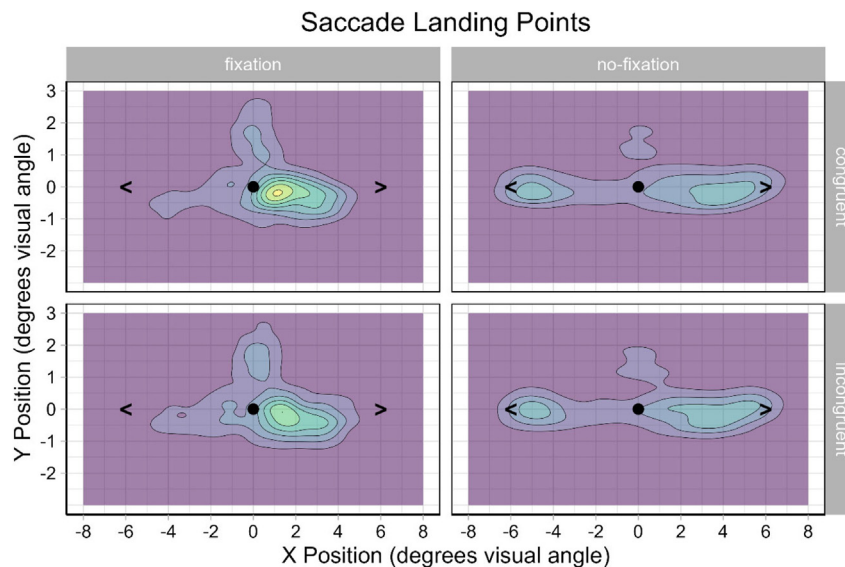 Saccade Landing Points
fixation
no-fixation
3
2
1
0
-1
-2
< >
< >
congruent
3
2
1
0
-1
-2
< >
< >
incongruent
Y Position (degrees visual angle)
-8 -6 -4 -2 0 2 4 6 8
-8 -6 -4 -2 0 2 4 6 8
X Position (degrees visual angle)